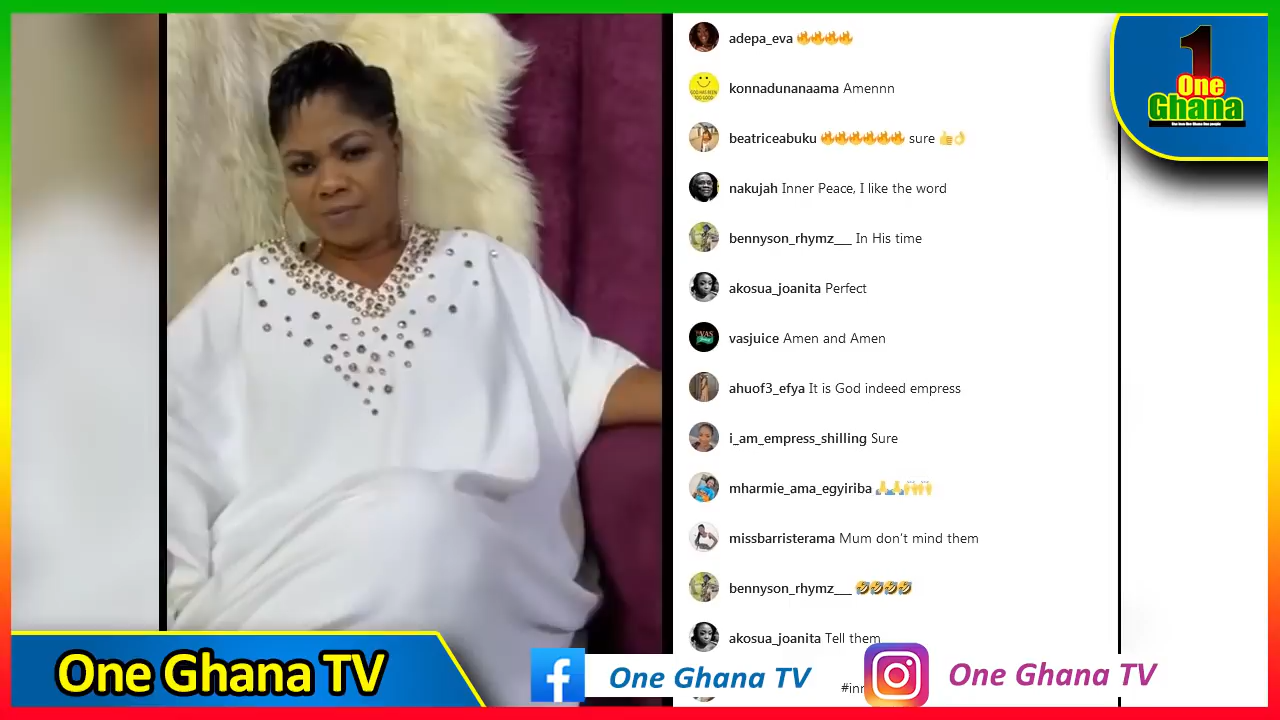 adepa_eva 🔥🔥🔥🔥
konnadunanaama Amennn
beatriceabuku 🔥🔥🔥🔥🔥🔥 sure 👍👌
nakujah Inner Peace, I like the word
bennyson_rhymz___ In His time
akosua_joanita Perfect
vasjuice Amen and Amen
ahuof3_efya It is God indeed empress
i_am_empress_shilling Sure
mharmie_ama_egyiriba 🙏🙏🙌🙌
missbarristerama Mum don't mind them
bennyson_rhymz___ 🤣🤣🤣🤣
akosua_joanita Tell them
1
One
Ghana
One Ghana TV
One Ghana TV
One Ghana TV